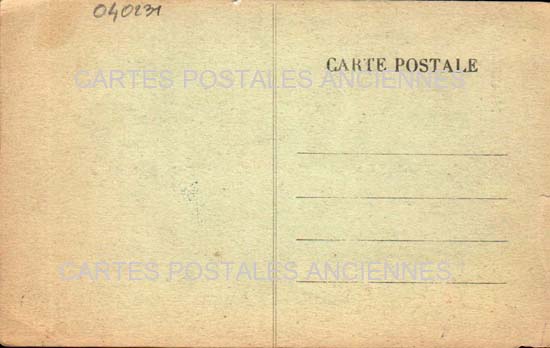 040231
CARTES POSTALES ANCIENNES
CARTE POSTALE
CARTES POSTALES ANCIENNES